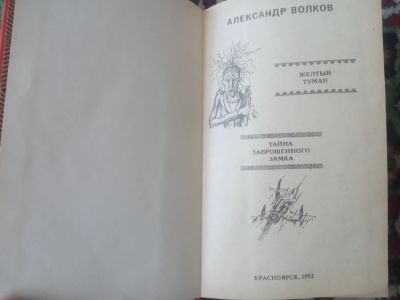 АЛЕКСАНДР ВОЛКОВ
ЖЕЛТЫЙ
ТУМАН
ТАЙНА
ЗАБРОШЕННОГО
ЗАМКА
КРАСНОЯРСК, 1992